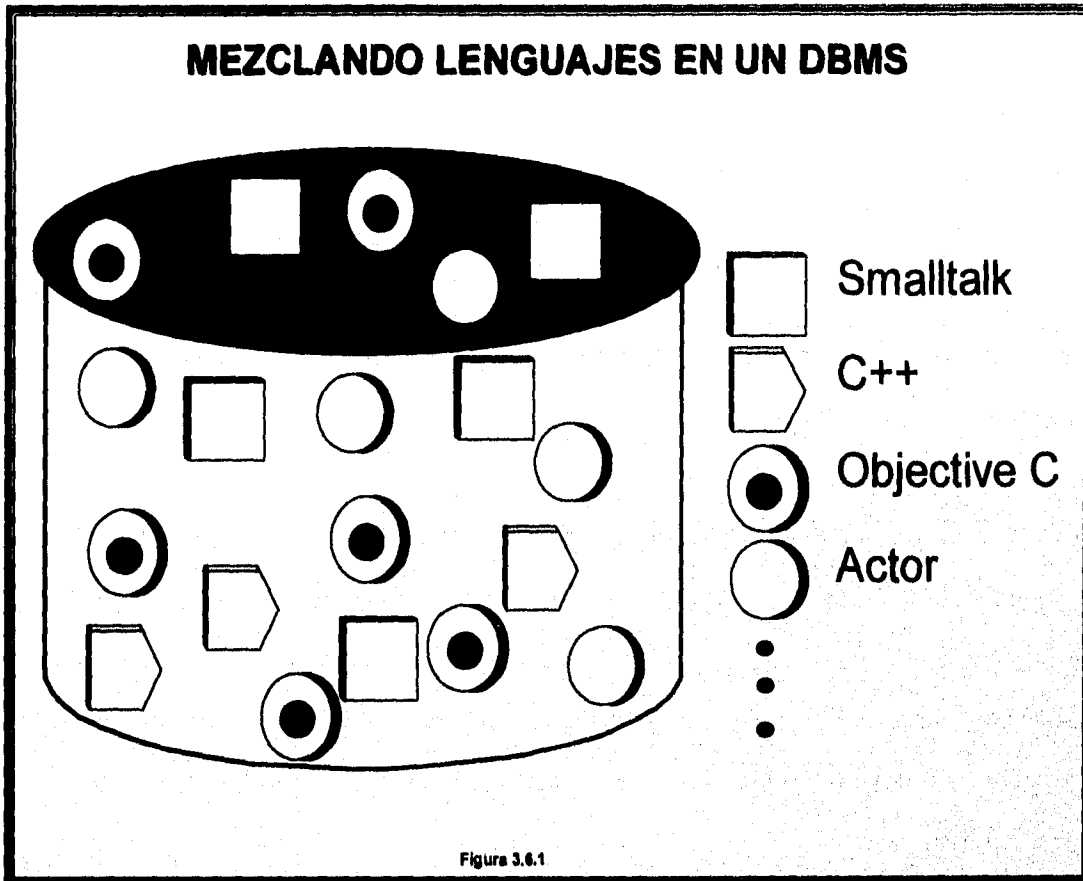 MEZCLANDO LENGUAJES EN UN DBMS
Smalltalk
C++
Objective C
Actor
Figura 3.6.1